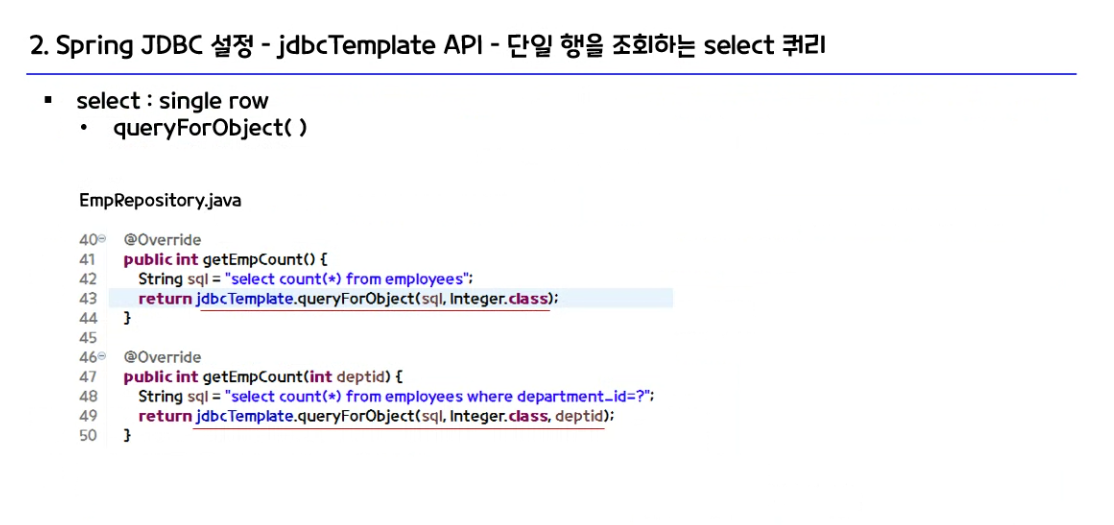 2. Spring JDBC 설정 - jdbcTemplate API - 단일 행을 조회하는 select 쿼리
▪ select : single row
• queryForObject( )
EmpRepository.java
40 @Override
41 public int getEmpCount() {
42 String sql = "select count(*) from employees";
43 return jdbcTemplate.queryForObject(sql, Integer.class);
44 }
45
46 @Override
47 public int getEmpCount(int deptid) {
48 String sql = "select count(*) from employees where department_id=?";
49 return jdbcTemplate.queryForObject(sql, Integer.class, deptid);
50 }